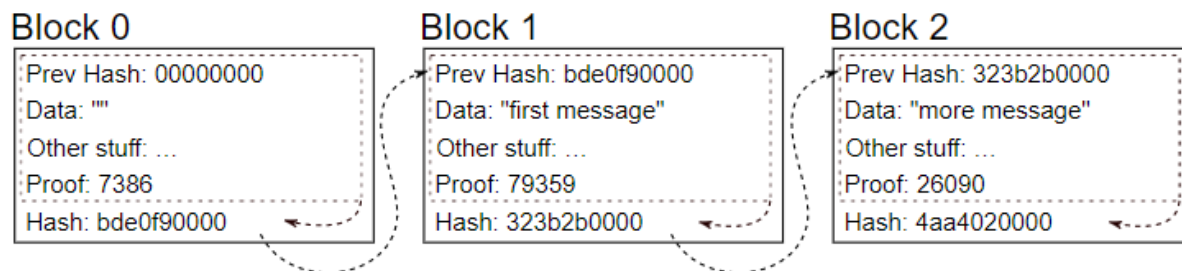 Block 0
Prev Hash: 00000000
Data: ""
Other stuff: ...
Proof: 7386
Hash: bde0f90000
Block 1
Prev Hash: bde0f90000
Data: "first message"
Other stuff: ...
Proof: 79359
Hash: 323b2b0000
Block 2
Prev Hash: 323b2b0000
Data: "more message"
Other stuff: ...
Proof: 26090
Hash: 4aa4020000